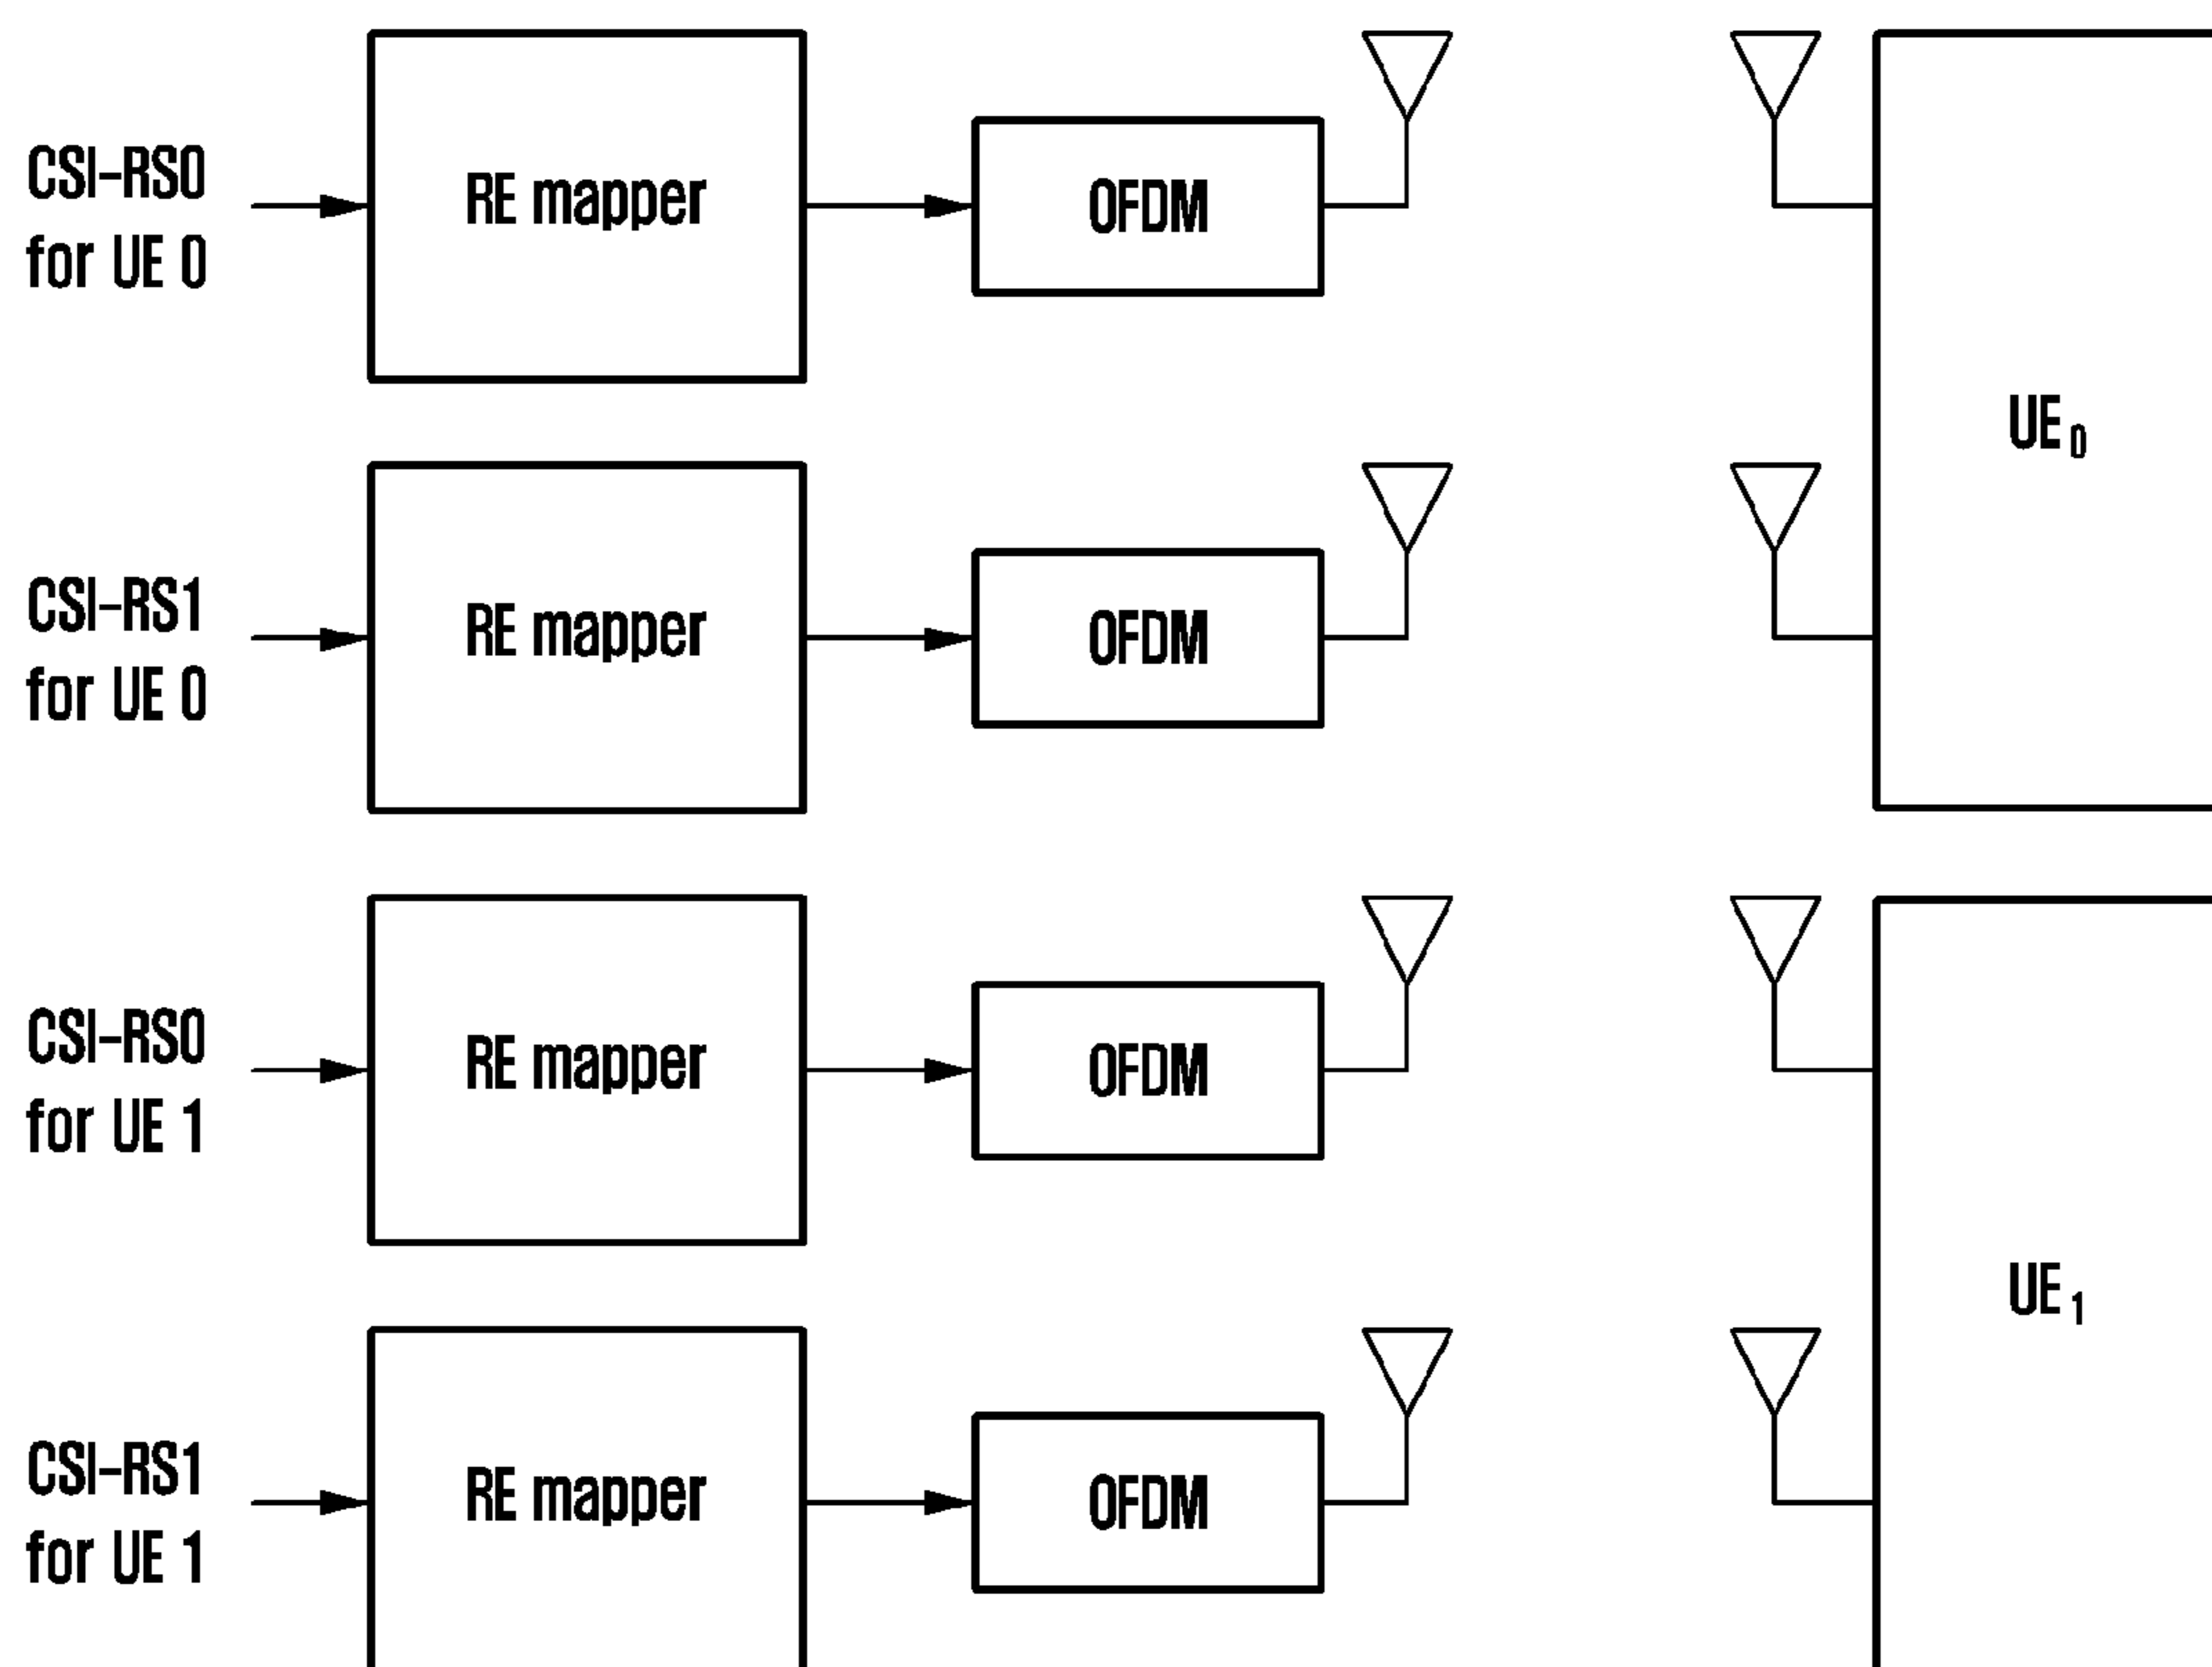 CSI-RS0
for UE 0
RE mapper
OFDM
CSI-RS1
for UE 0
RE mapper
OFDM
UE0
CSI-RS0
for UE 1
RE mapper
OFDM
CSI-RS1
for UE 1
RE mapper
OFDM
UE1